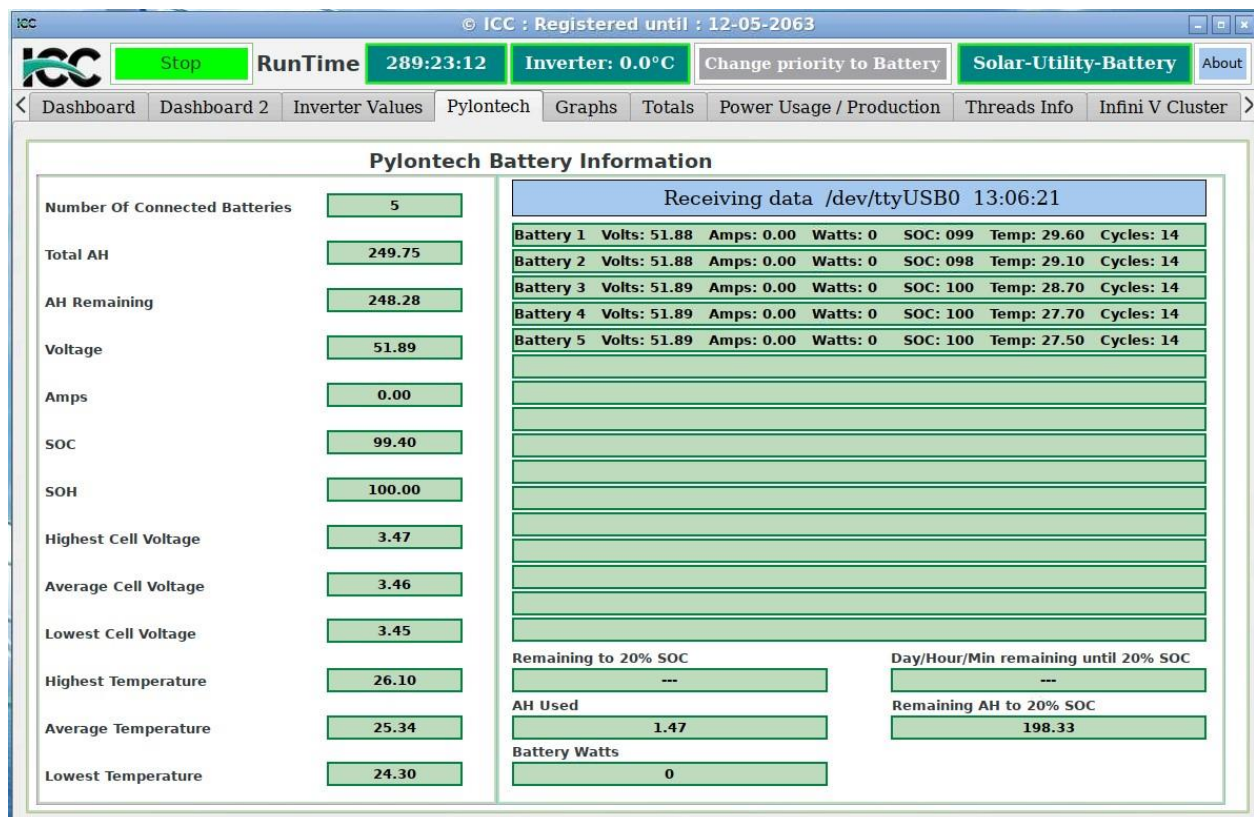 ICC © ICC : Registered until : 12-05-2063
ICC Stop RunTime 289:23:12 Inverter: 0.0°C Change priority to Battery Solar-Utility-Battery About
Dashboard Dashboard 2 Inverter Values Pylontech Graphs Totals Power Usage / Production Threads Info Infini V Cluster
Pylontech Battery Information
Number Of Connected Batteries 5
Total AH 249.75
AH Remaining 248.28
Voltage 51.89
Amps 0.00
SOC 99.40
SOH 100.00
Highest Cell Voltage 3.47
Average Cell Voltage 3.46
Lowest Cell Voltage 3.45
Highest Temperature 26.10
Average Temperature 25.34
Lowest Temperature 24.30
Receiving data /dev/ttyUSB0 13:06:21
Battery 1 Volts: 51.88 Amps: 0.00 Watts: 0 SOC: 099 Temp: 29.60 Cycles: 14
Battery 2 Volts: 51.88 Amps: 0.00 Watts: 0 SOC: 098 Temp: 29.10 Cycles: 14
Battery 3 Volts: 51.89 Amps: 0.00 Watts: 0 SOC: 100 Temp: 28.70 Cycles: 14
Battery 4 Volts: 51.89 Amps: 0.00 Watts: 0 SOC: 100 Temp: 27.70 Cycles: 14
Battery 5 Volts: 51.89 Amps: 0.00 Watts: 0 SOC: 100 Temp: 27.50 Cycles: 14
Remaining to 20% SOC Day/Hour/Min remaining until 20% SOC
--- ---
AH Used Remaining AH to 20% SOC
1.47 198.33
Battery Watts
0